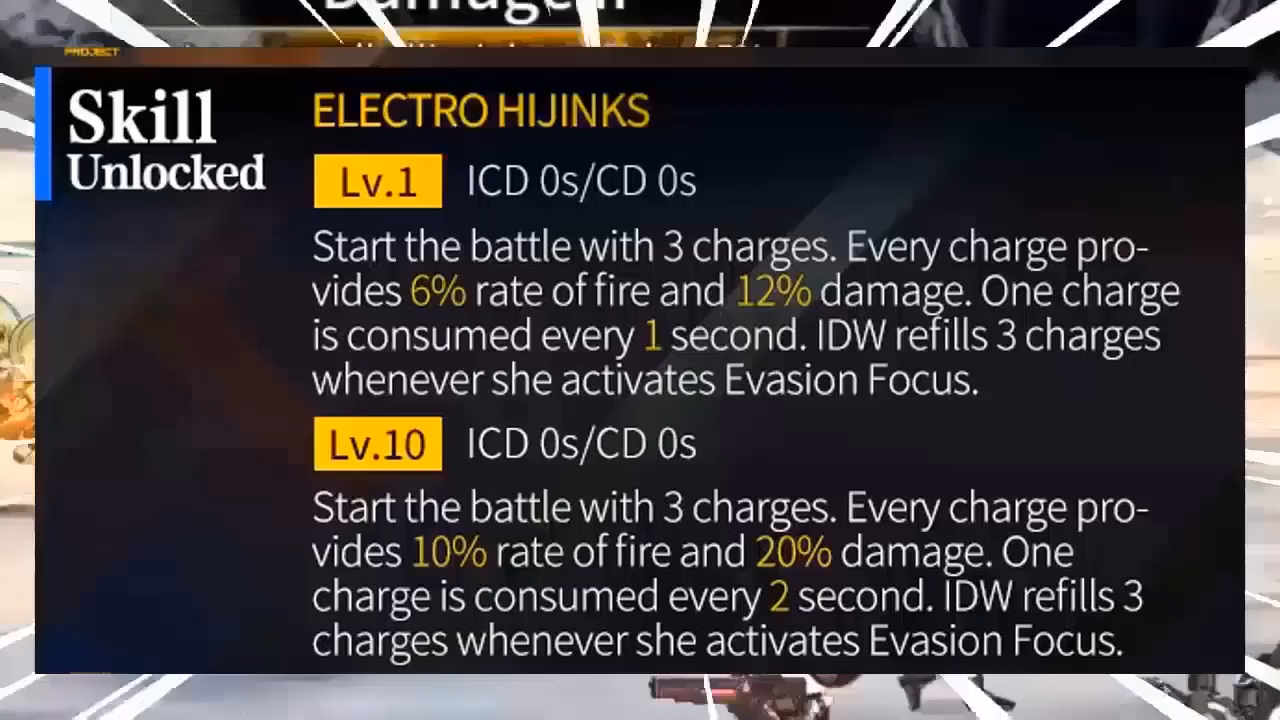 PROJECT
Skill
Unlocked
ELECTRO HIJINKS
Lv.1 ICD 0s/CD 0s
Start the battle with 3 charges. Every charge pro-
vides 6% rate of fire and 12% damage. One charge
is consumed every 1 second. IDW refills 3 charges
whenever she activates Evasion Focus.
Lv.10 ICD 0s/CD 0s
Start the battle with 3 charges. Every charge pro-
vides 10% rate of fire and 20% damage. One
charge is consumed every 2 second. IDW refills 3
charges whenever she activates Evasion Focus.